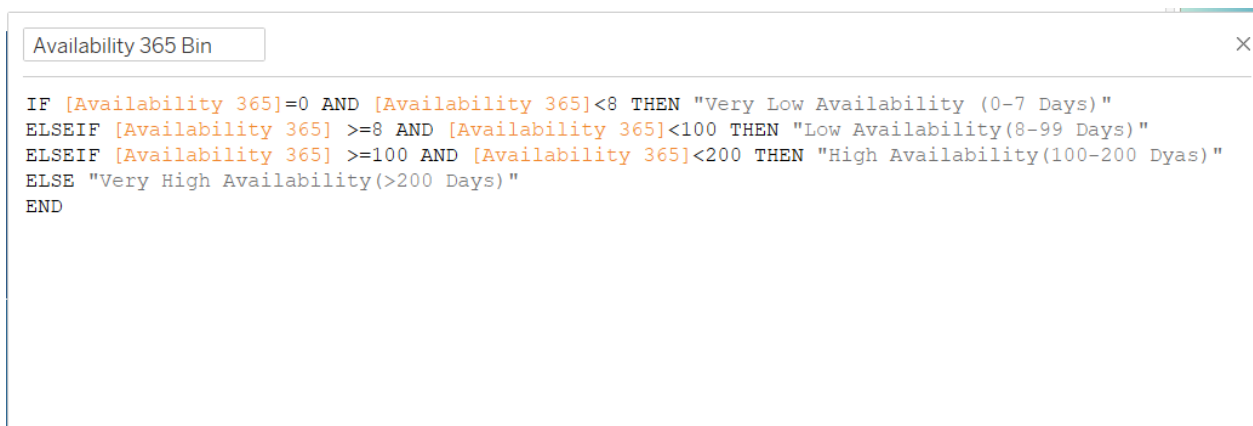 Availability 365 Bin
IF [Availability 365]=0 AND [Availability 365]<8 THEN "Very Low Availability (0-7 Days)"
ELSEIF [Availability 365] >=8 AND [Availability 365]<100 THEN "Low Availability(8-99 Days)"
ELSEIF [Availability 365] >=100 AND [Availability 365]<200 THEN "High Availability(100-200 Dyas)"
ELSE "Very High Availability(>200 Days)"
END